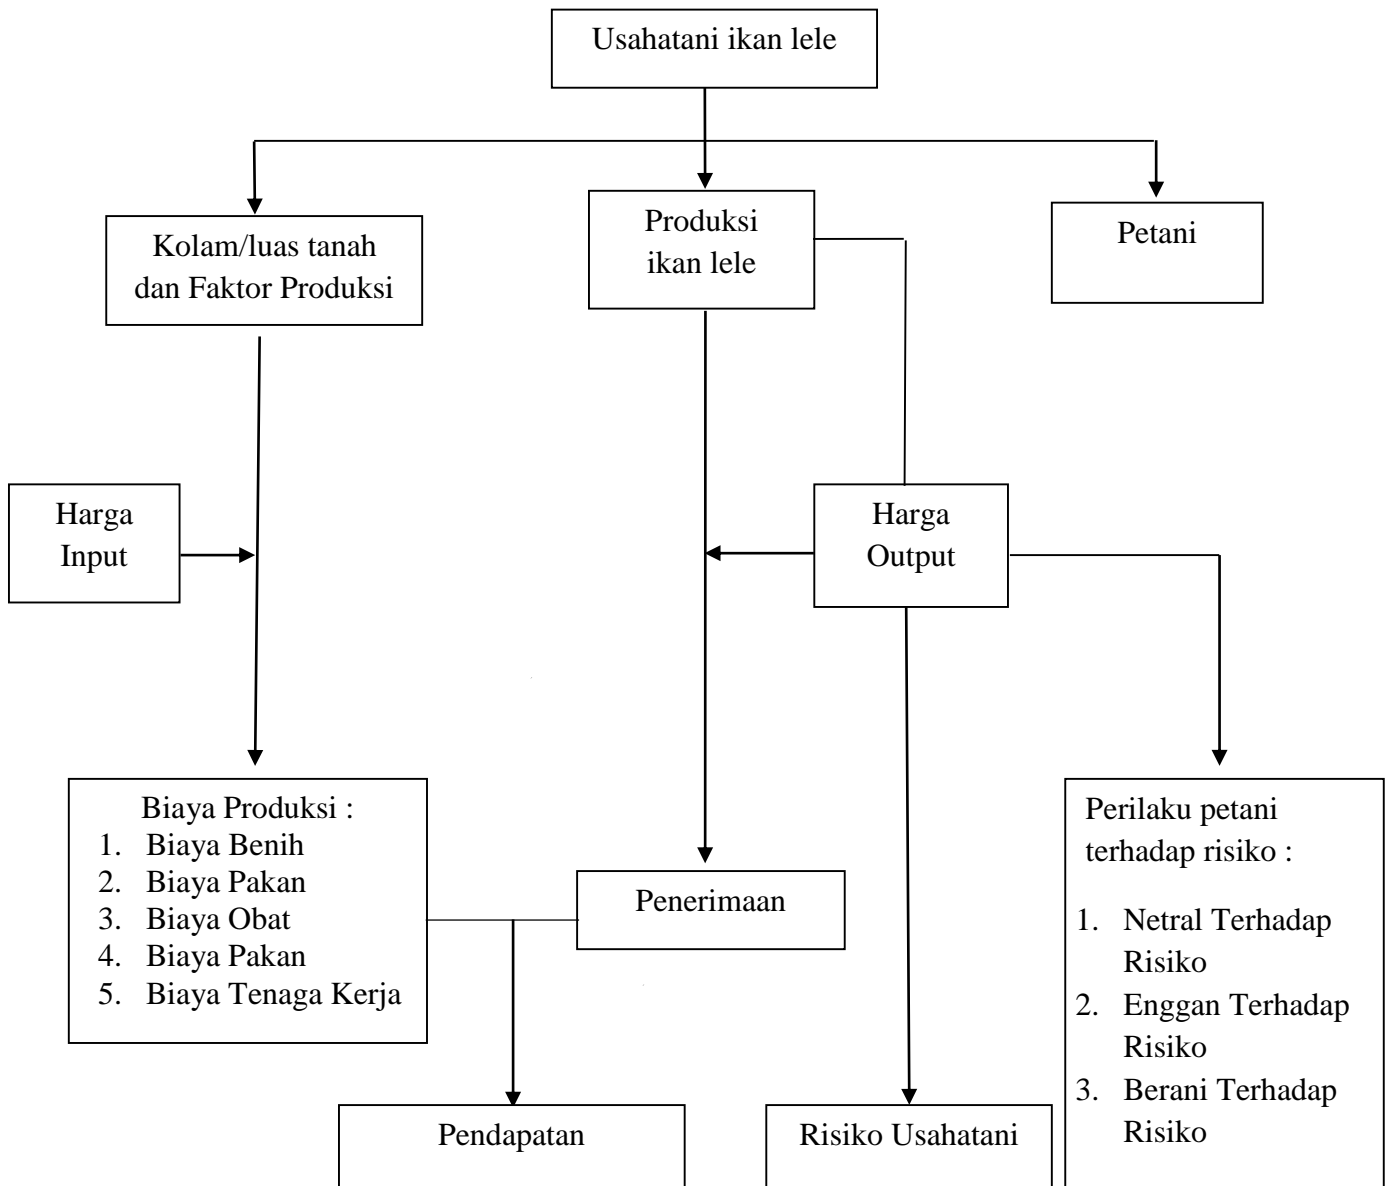 Usahatani ikan lele
Kolam/luas tanah
dan Faktor Produksi
Produksi
ikan lele
Petani
Harga
Input
Harga
Output
Biaya Produksi :
1. Biaya Benih
2. Biaya Pakan
3. Biaya Obat
4. Biaya Pakan
5. Biaya Tenaga Kerja
Penerimaan
Perilaku petani
terhadap risiko :
1. Netral Terhadap
Risiko
2. Enggan Terhadap
Risiko
3. Berani Terhadap
Risiko
Pendapatan
Risiko Usahatani